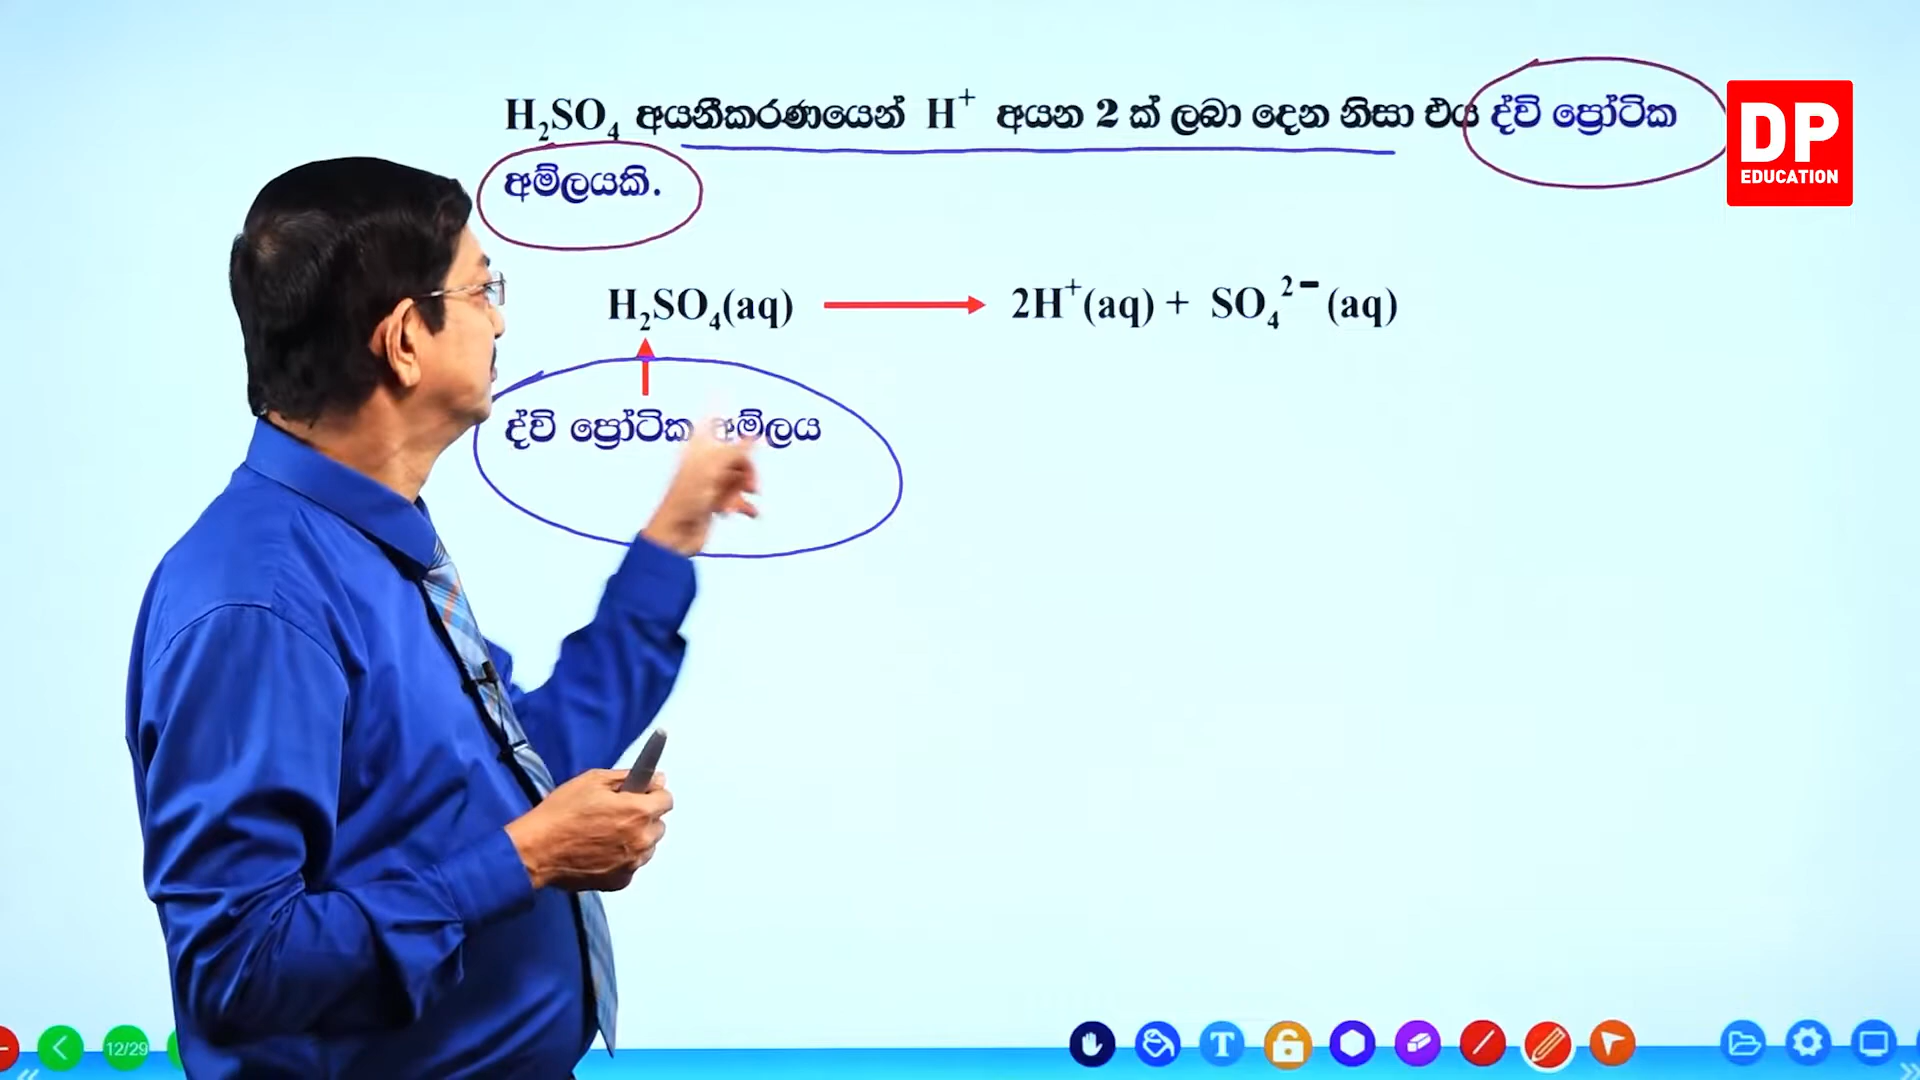 H₂SO₄ අයනීකරණයෙන් H⁺ අයන 2 ක් ලබා දෙන නිසා එය ද්වි ප්‍රෝටික
අම්ලයකි.
DP
EDUCATION
H₂SO₄(aq) → 2H⁺(aq) + SO₄²⁻(aq)
ද්වි ප්‍රෝටික අම්ලය
12/29
T